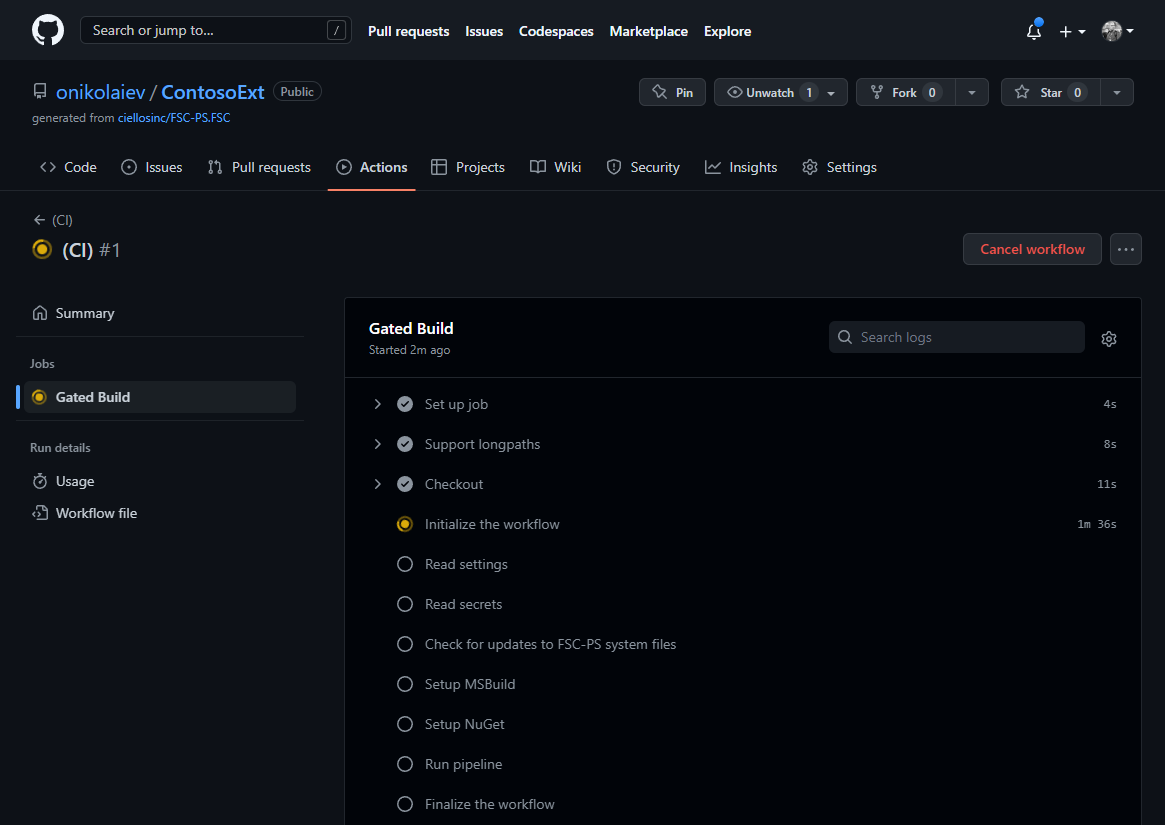 Search or jump to... / Pull requests Issues Codespaces Marketplace Explore
onikolaiev / ContosoExt Public Pin Unwatch 1 Fork 0 Star 0
generated from ciellosinc/FSC-PS.FSC
Code Issues Pull requests Actions Projects Wiki Security Insights Settings
(CI)
(CI) #1 Cancel workflow
Summary
Jobs
Gated Build
Run details
Usage
Workflow file
Gated Build
Started 2m ago
Search logs
Set up job 4s
Support longpaths 8s
Checkout 11s
Initialize the workflow 1m 36s
Read settings
Read secrets
Check for updates to FSC-PS system files
Setup MSBuild
Setup NuGet
Run pipeline
Finalize the workflow